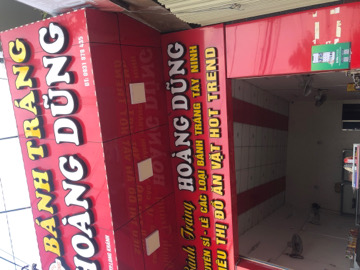 BÁNH TRÁNG
HOÀNG DŨNG
Bánh Tráng
HOÀNG DŨNG
CHUYÊN SỈ - LẺ CÁC LOẠI BÁNH TRÁNG TÂY NINH
SIÊU THỊ ĐỒ ĂN VẶT HOT TREND